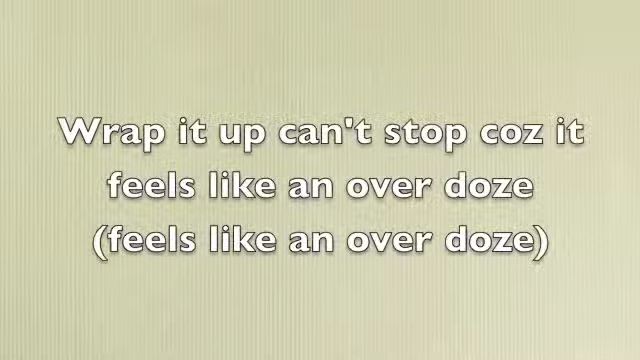 Wrap it up can't stop coz it
feels like an over doze
(feels like an over doze)